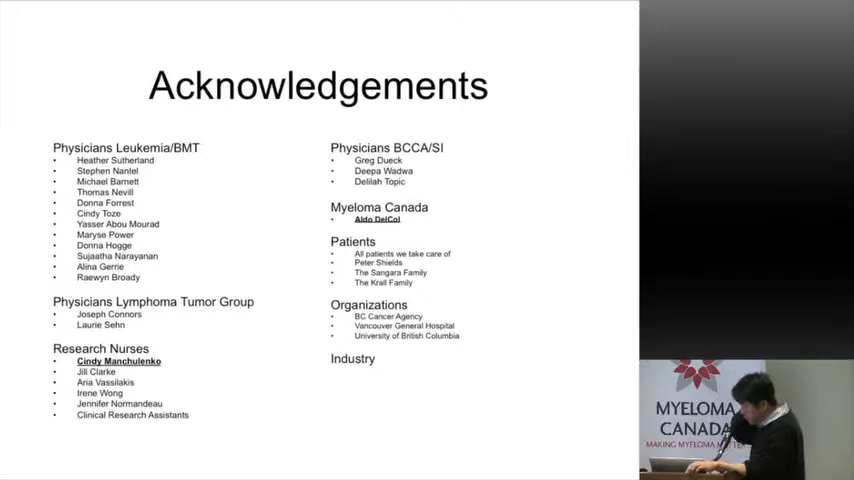 Acknowledgements
Physicians Leukemia/BMT
• Heather Sutherland
• Stephen Nantel
• Michael Barnett
• Thomas Nevill
• Donna Forrest
• Cindy Toze
• Yasser Abou Mourad
• Maryse Power
• Donna Hogge
• Sujaatha Narayanan
• Alina Gerrie
• Raewyn Broady
Physicians Lymphoma Tumor Group
• Joseph Connors
• Laurie Sehn
Research Nurses
• Cindy Manchulenko
• Jill Clarke
• Aria Vassilakis
• Irene Wong
• Jennifer Normandeau
• Clinical Research Assistants
Physicians BCCA/SI
• Greg Dueck
• Deepa Wadwa
• Delilah Topic
Myeloma Canada
• Aldo DelCol
Patients
• All patients we take care of
• Peter Shields
• The Sangara Family
• The Krall Family
Organizations
• BC Cancer Agency
• Vancouver General Hospital
• University of British Columbia
Industry
MYELOMA
CANADA
MAKING MYELOMA